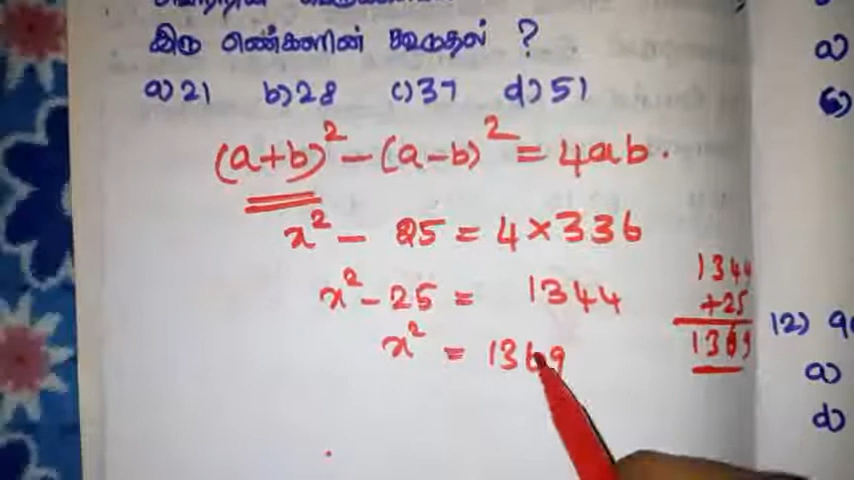 இரு எண்களின் கூடுதல் ?
a) 21 b) 28 c) 37 d) 51
(a+b)² - (a-b)² = 4ab.
x² - 25 = 4×336
x² - 25 = 1344
x² = 1369
1344
+25
1369
a)
12)
a)
d)